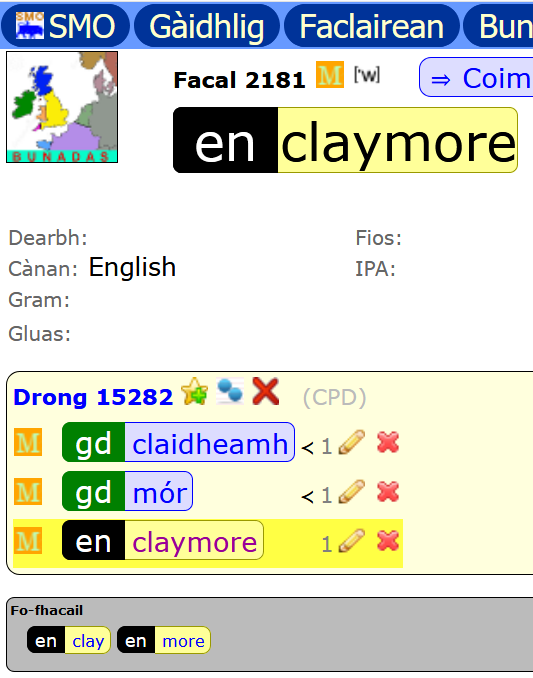 SMO Gàidhlig Faclairean Bun
Facal 2181 M ['w] ⇒ Coim
BUNADAS
en claymore
Dearbh: Fios:
Cànan: English IPA:
Gram:
Gluas:
Drong 15282 (CPD)
M gd claidheamh < 1
M gd mór < 1
M en claymore 1
Fo-fhacail
en clay en more